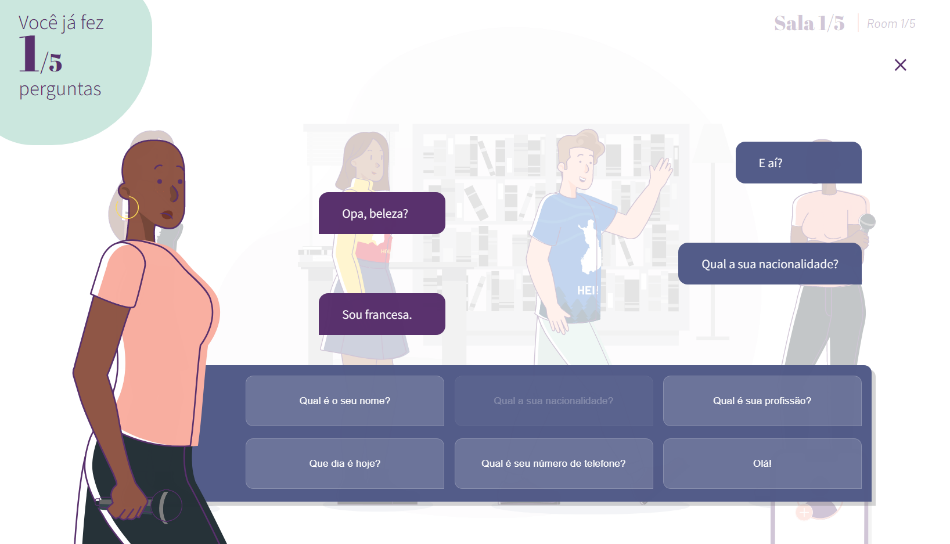 Você já fez
1/5
perguntas
Sala 1/5
Room 1/5
E aí?
Opa, beleza?
Qual a sua nacionalidade?
HEI!
Sou francesa.
Qual é o seu nome?
Qual a sua nacionalidade?
Qual é sua profissão?
Que dia é hoje?
Qual é seu número de telefone?
Olá!